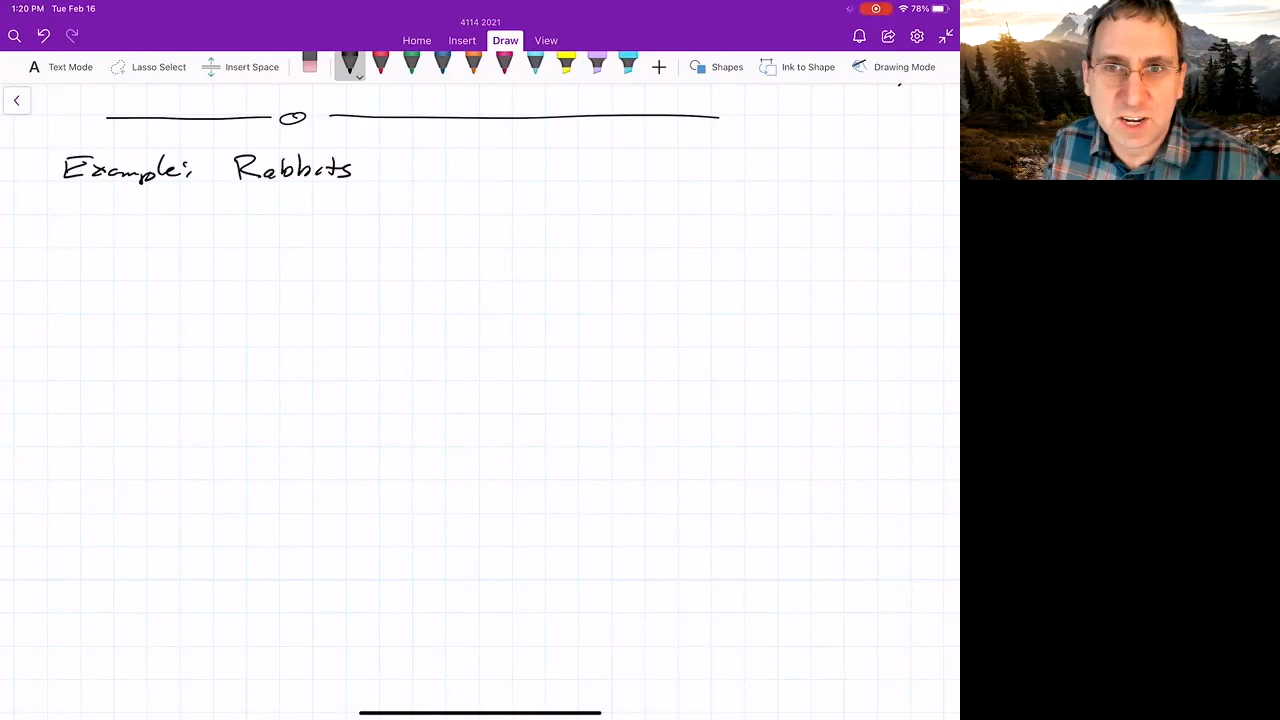 1:20 PM Tue Feb 16
78%
4114 2021
Home Insert Draw View
Text Mode Lasso Select Insert Space Shapes Ink to Shape Drawing Mode
Example: Rabbats